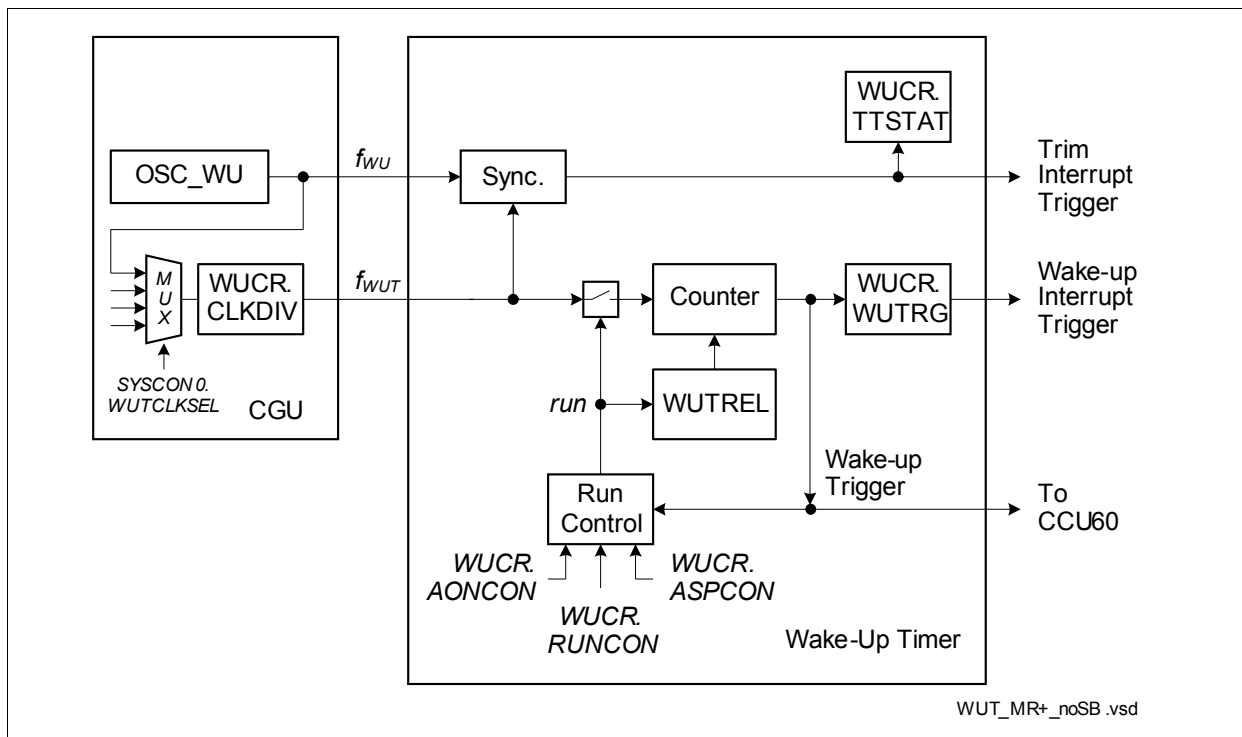 WUCR.
TTSTAT
OSC_WU
fWU
Sync.
Trim
Interrupt
Trigger
M
U
X
WUCR.
CLKDIV
fWUT
Counter
WUCR.
WUTRG
Wake-up
Interrupt
Trigger
SYSCON 0.
WUTCLKSEL
CGU
run
WUTREL
Wake-up
Trigger
Run
Control
To
CCU60
WUCR.
AONCON
WUCR.
RUNCON
WUCR.
ASPCON
Wake-Up Timer
WUT_MR+_noSB .vsd